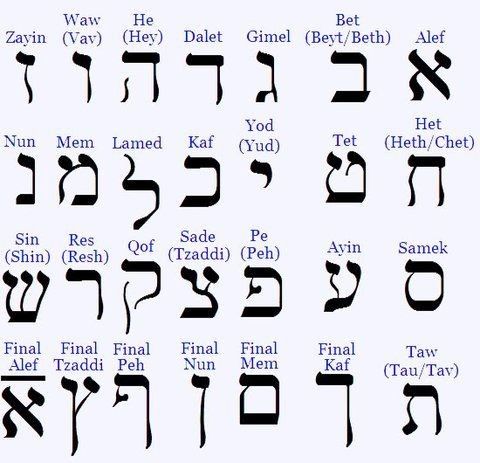 Zayin Waw (Vav) He (Hey) Dalet Gimel Bet (Beyt/Beth) Alef
א ב ג ד ה ו ז
Nun Mem Lamed Kaf Yod (Yud) Tet Het (Heth/Chet)
ח ט י כ ל מ נ
Sin (Shin) Res (Resh) Qof Sade (Tzaddi) Pe (Peh) Ayin Samek
ס ע פ צ ק ר ש
Final Alef Final Tzaddi Final Peh Final Nun Final Mem Final Kaf Taw (Tau/Tav)
ת ך ם ן ף ץ א̅